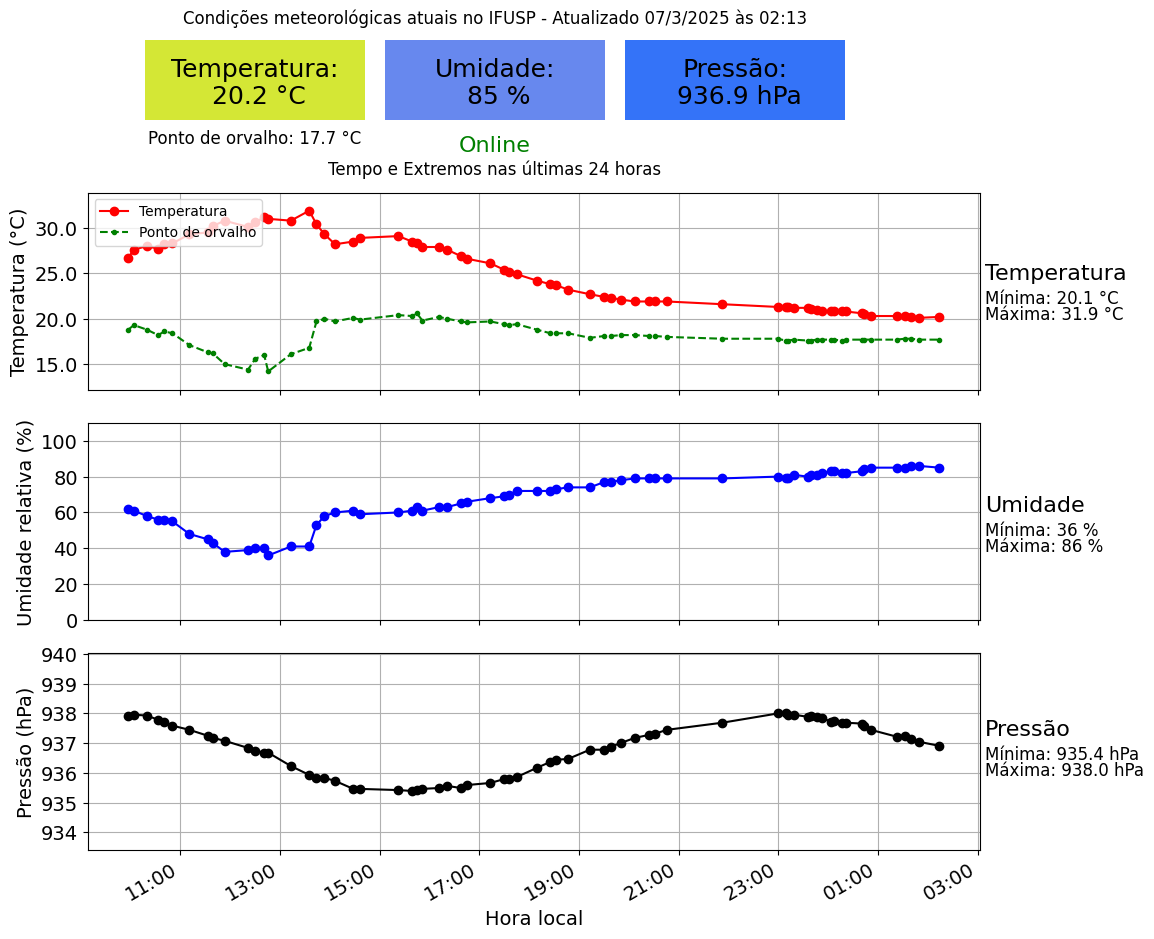 Condições meteorológicas atuais no IFUSP - Atualizado 07/3/2025 às 02:13
Temperatura:
20.2 °C
Umidade:
85 %
Pressão:
936.9 hPa
Ponto de orvalho: 17.7 °C
Online
Tempo e Extremos nas últimas 24 horas
Temperatura (°C)
30.0
25.0
20.0
15.0
Temperatura
Ponto de orvalho
Temperatura
Mínima: 20.1 °C
Máxima: 31.9 °C
Umidade relativa (%)
100
80
60
40
20
0
Umidade
Mínima: 36 %
Máxima: 86 %
Pressão (hPa)
940
939
938
937
936
935
934
Pressão
Mínima: 935.4 hPa
Máxima: 938.0 hPa
11:00 13:00 15:00 17:00 19:00 21:00 23:00 01:00 03:00
Hora local